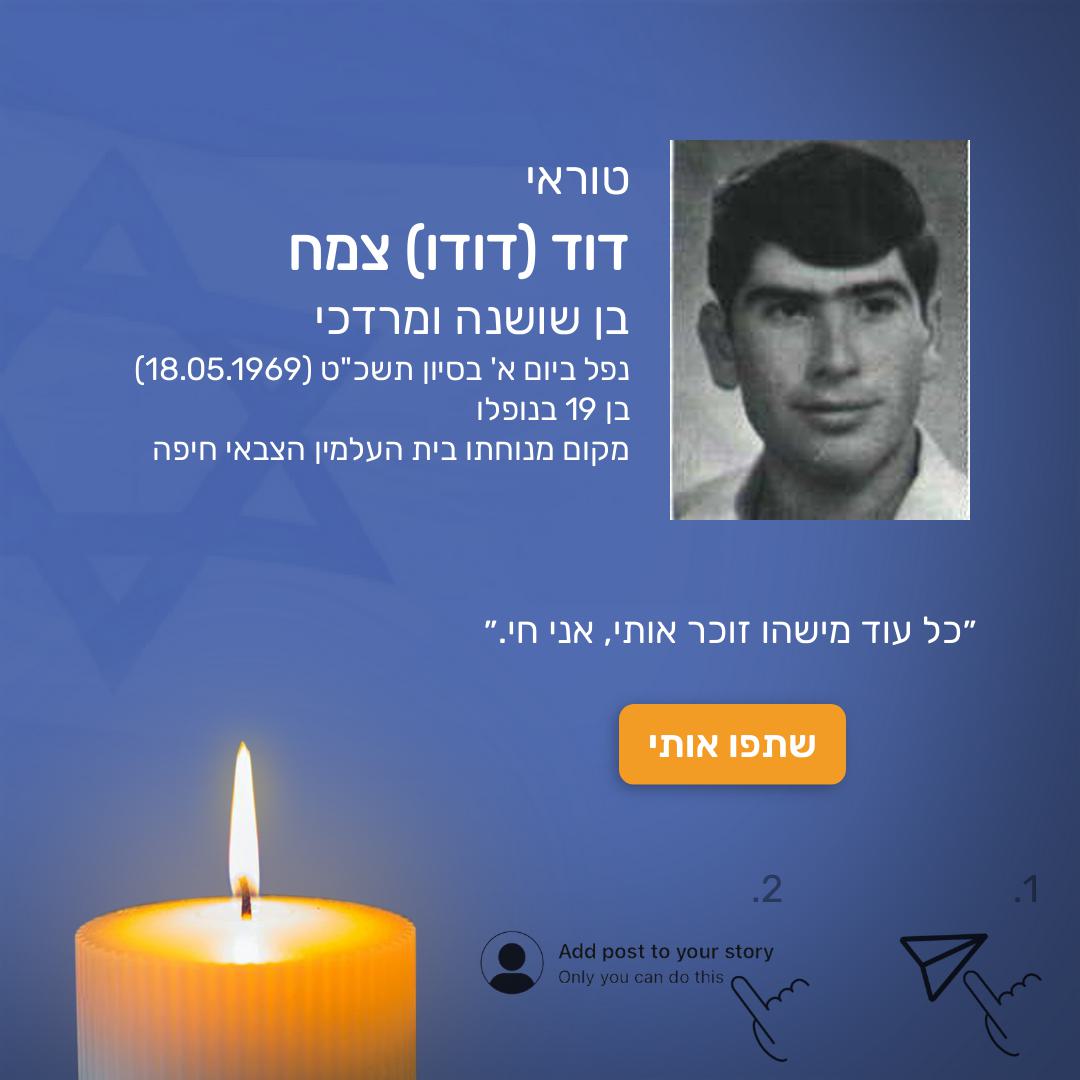 טוראי
דוד (דודו) צמח
בן שושנה ומרדכי
נפל ביום א' בסיון תשכ"ט (18.05.1969)
בן 19 בנופלו
מקום מנוחתו בית העלמין הצבאי חיפה
״כל עוד מישהו זוכר אותי, אני חי.״
שתפו אותי
.1
.2
Add post to your story
Only you can do this